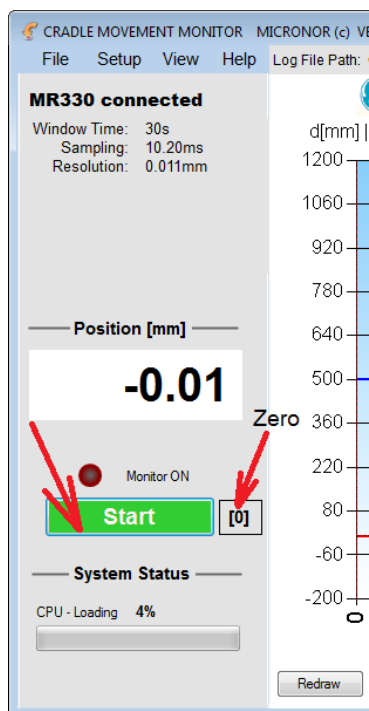 CRADLE MOVEMENT MONITOR MICRONOR (c) VE
File Setup View Help Log File Path:
MR330 connected
Window Time: 30s
Sampling: 10.20ms
Resolution: 0.011mm
Position [mm]
-0.01
Zero
Monitor ON
Start [0]
System Status
CPU - Loading 4%
d[mm] |
1200
1060
920
780
640
500
360
220
80
-60
-200
0
Redraw